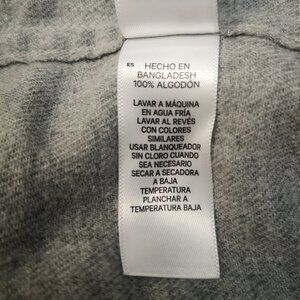 ES HECHO EN
BANGLADESH
100% ALGODÓN
LAVAR A MÁQUINA
EN AGUA FRÍA
LAVAR AL REVÉS
CON COLORES
SIMILARES
USAR BLANQUEADOR
SIN CLORO CUANDO
SEA NECESARIO
SECAR A SECADORA
A BAJA
TEMPERATURA
PLANCHAR A
TEMPERATURA BAJA